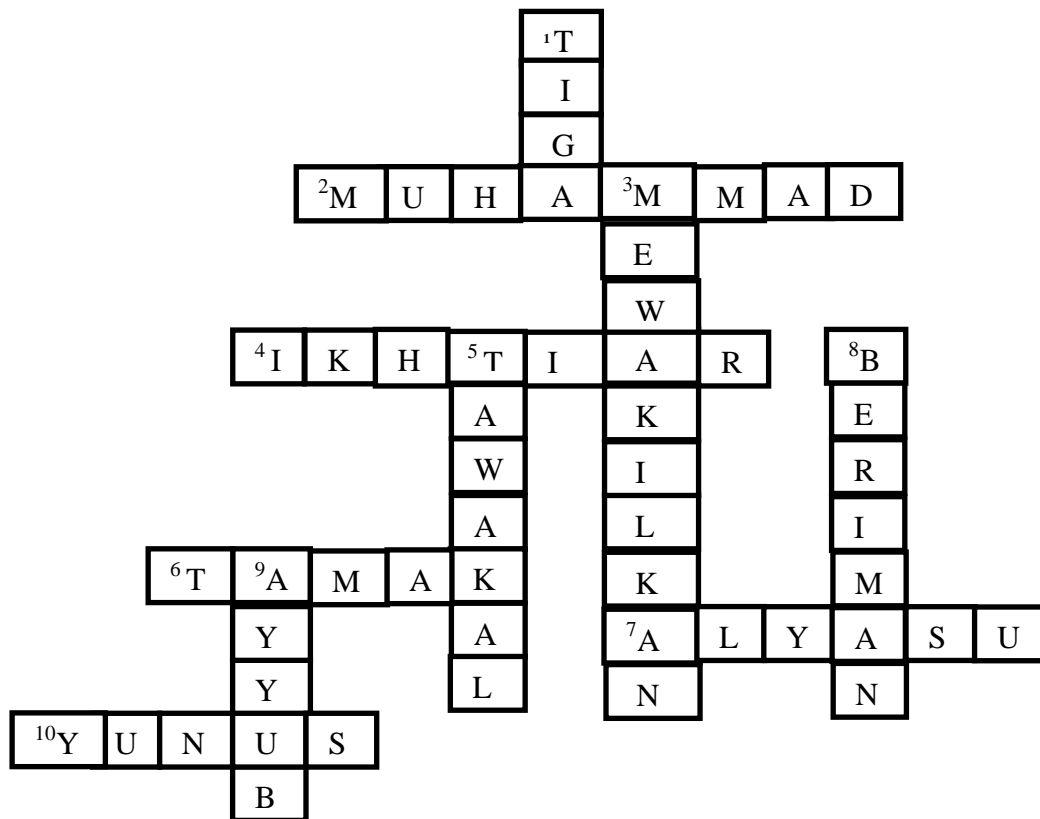 ¹T
I
G
²M U H A ³M M A D
E
W
⁴I K H ⁵T I A R ⁸B
A K E
W I R
A L I
⁶T ⁹A M A K K M
Y A ⁷A L Y A S U
Y L N N
¹⁰Y U N U S
B